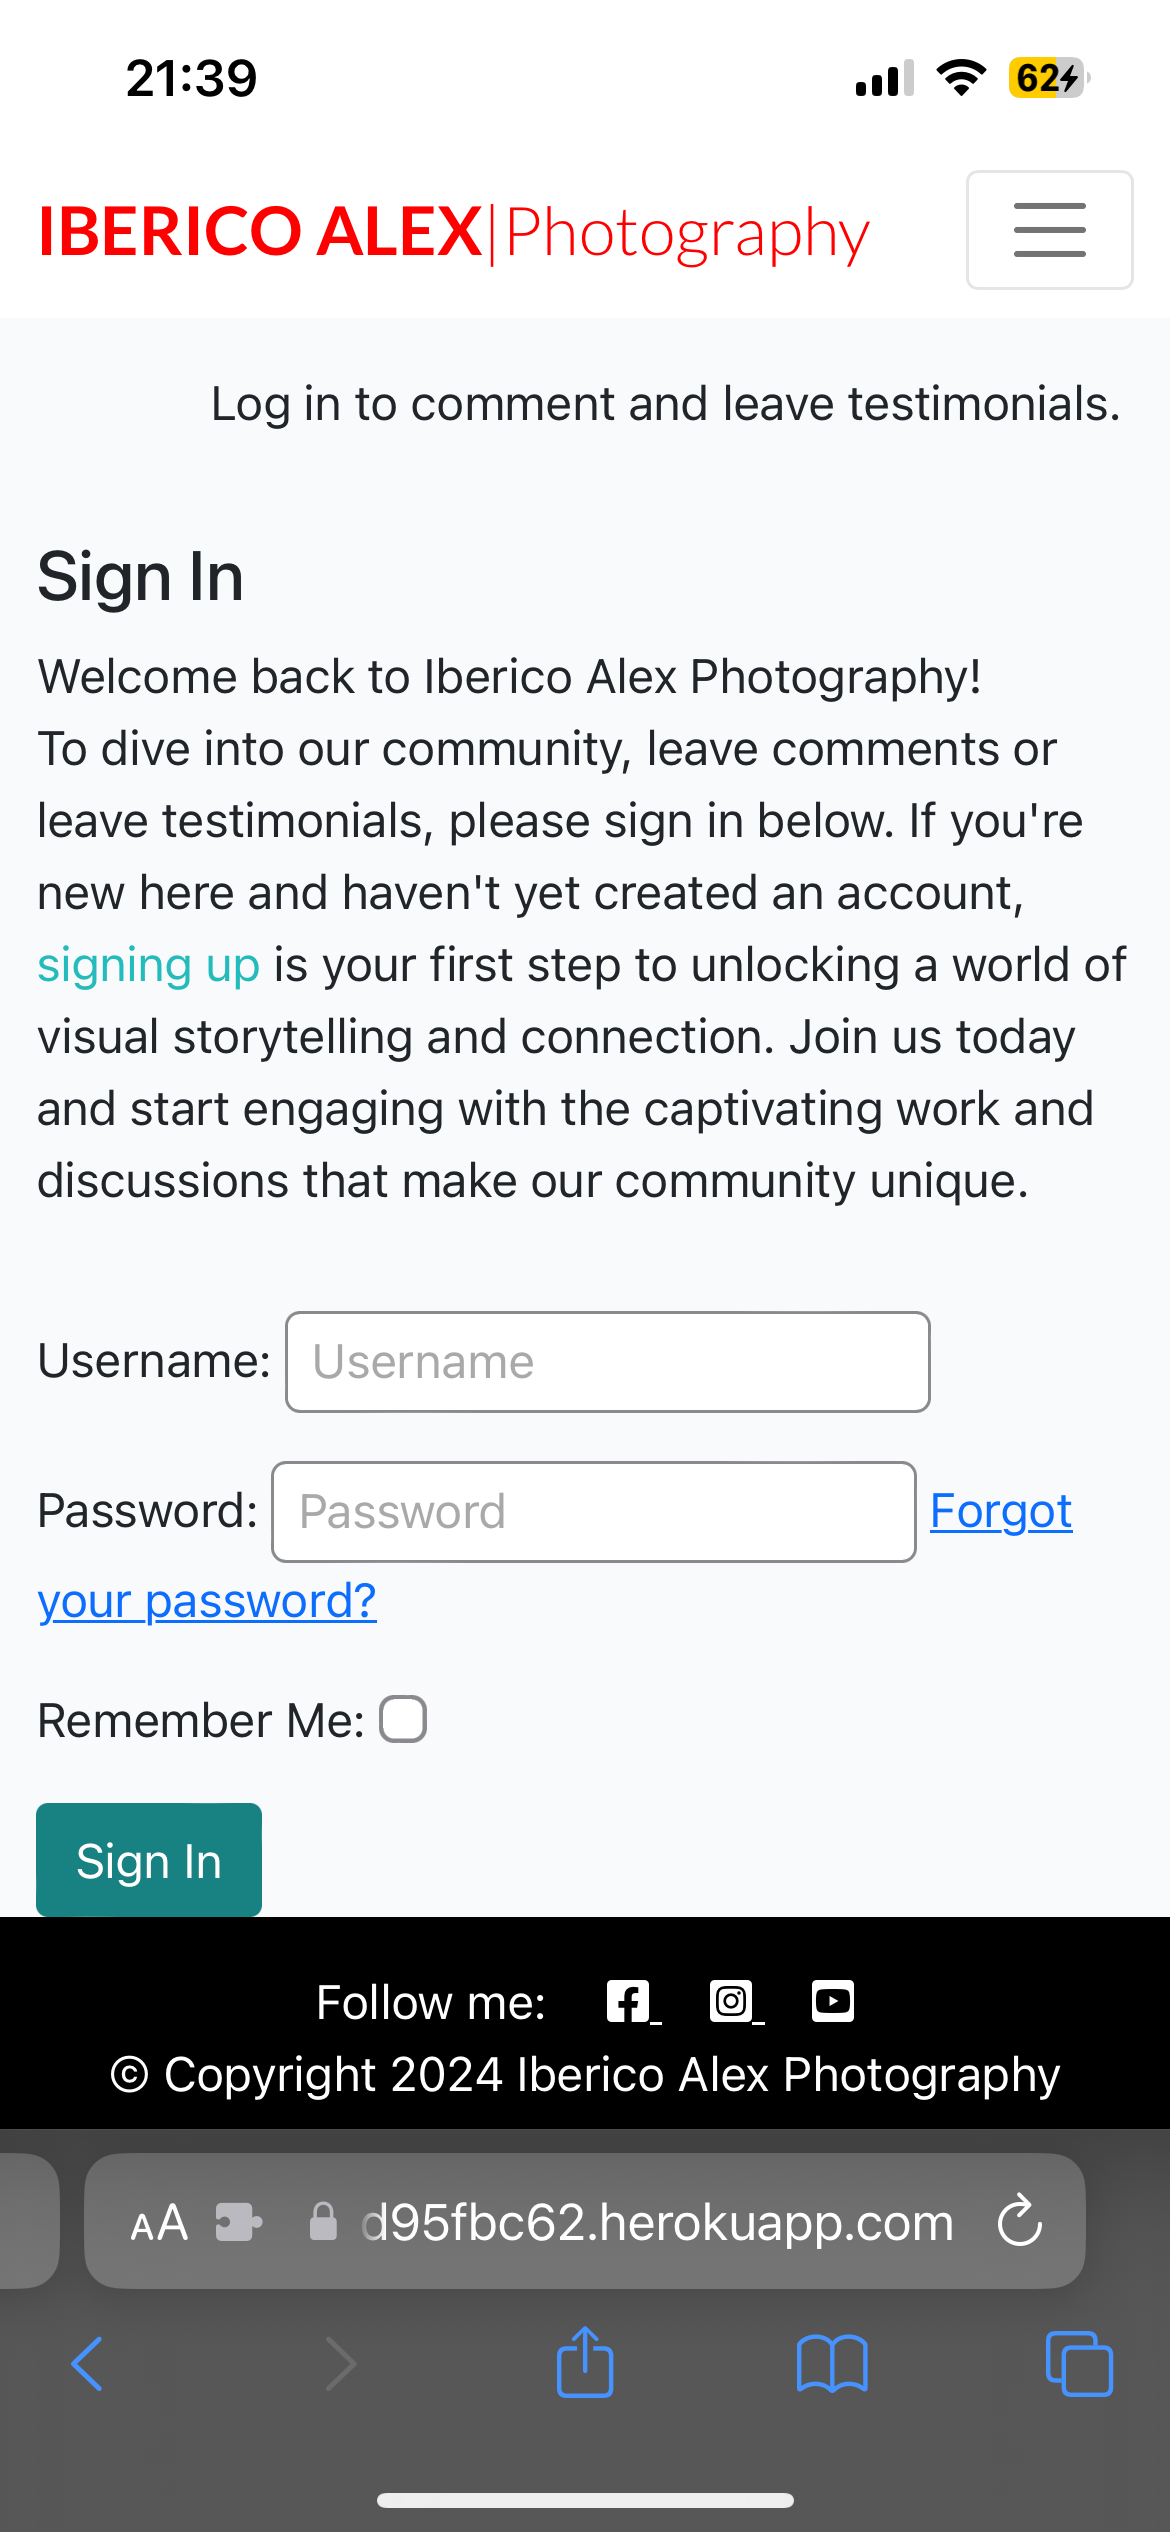 21:39
62
IBERICO ALEX|Photography
Log in to comment and leave testimonials.
Sign In
Welcome back to Iberico Alex Photography!
To dive into our community, leave comments or
leave testimonials, please sign in below. If you're
new here and haven't yet created an account,
signing up is your first step to unlocking a world of
visual storytelling and connection. Join us today
and start engaging with the captivating work and
discussions that make our community unique.
Username: Username
Password: Password Forgot
your password?
Remember Me:
Sign In
Follow me:
© Copyright 2024 Iberico Alex Photography
AA d95fbc62.herokuapp.com